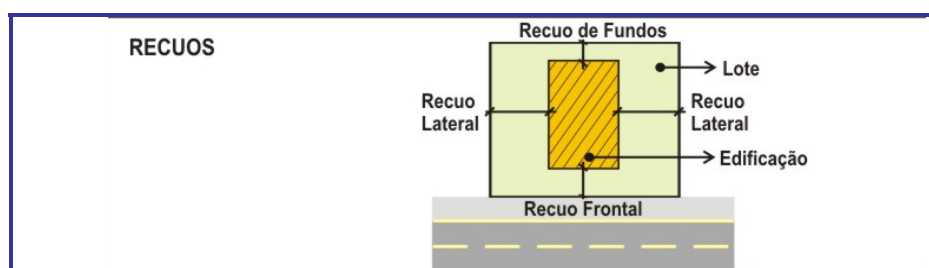 RECUOS
Recuo de Fundos
Lote
Recuo
Lateral
Recuo
Lateral
Edificação
Recuo Frontal